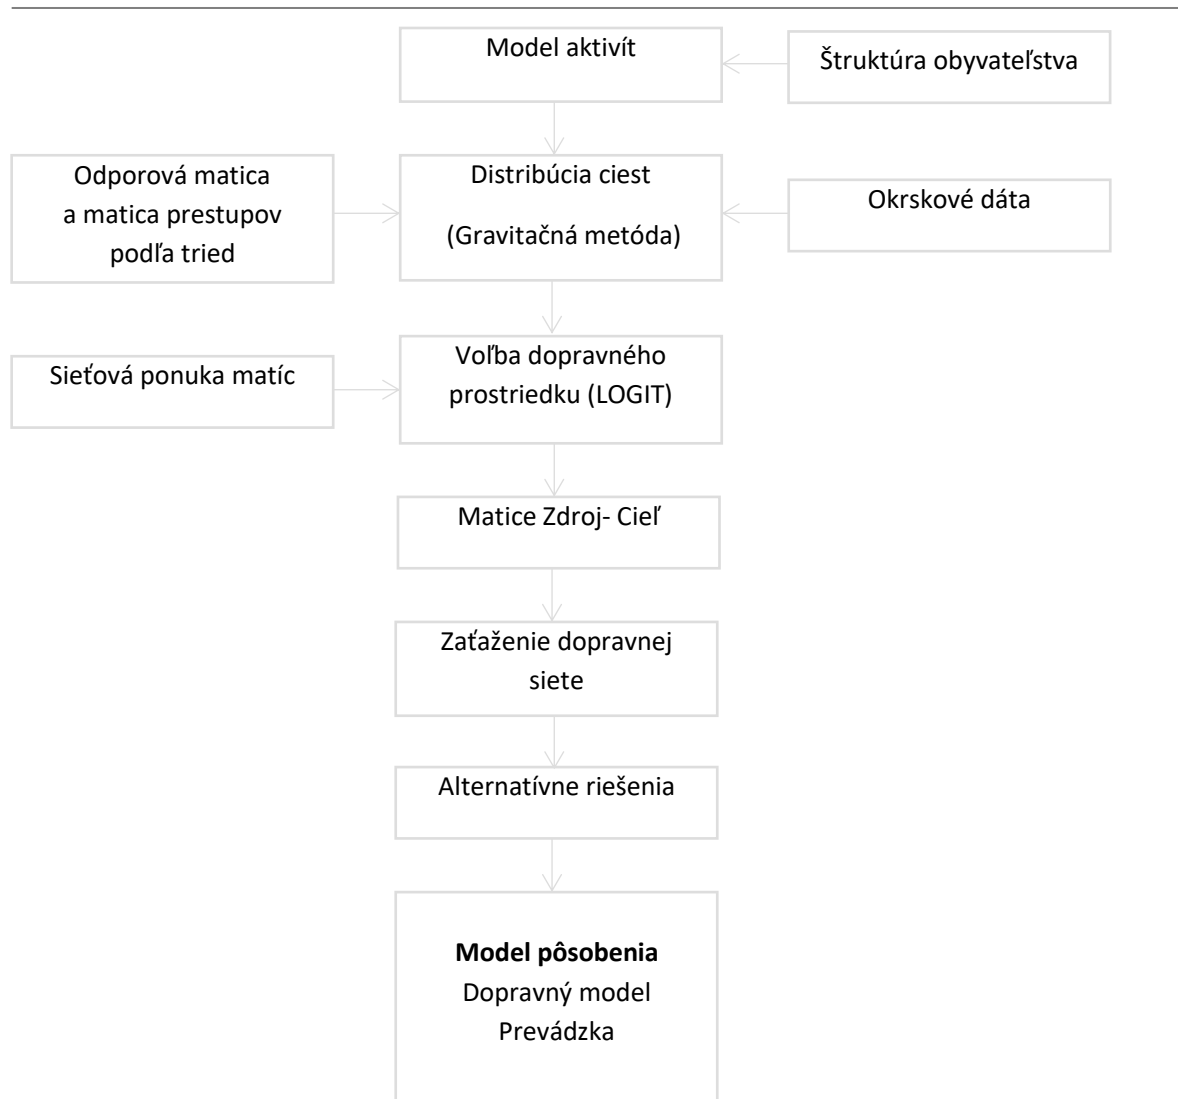 Model aktivít
Štruktúra obyvateľstva
Odporová matica
a matica prestupov
podľa tried
Distribúcia ciest
(Gravitačná metóda)
Okrskové dáta
Sieťová ponuka matíc
Voľba dopravného
prostriedku (LOGIT)
Matice Zdroj- Cieľ
Zaťaženie dopravnej
siete
Alternatívne riešenia
Model pôsobenia
Dopravný model
Prevádzka